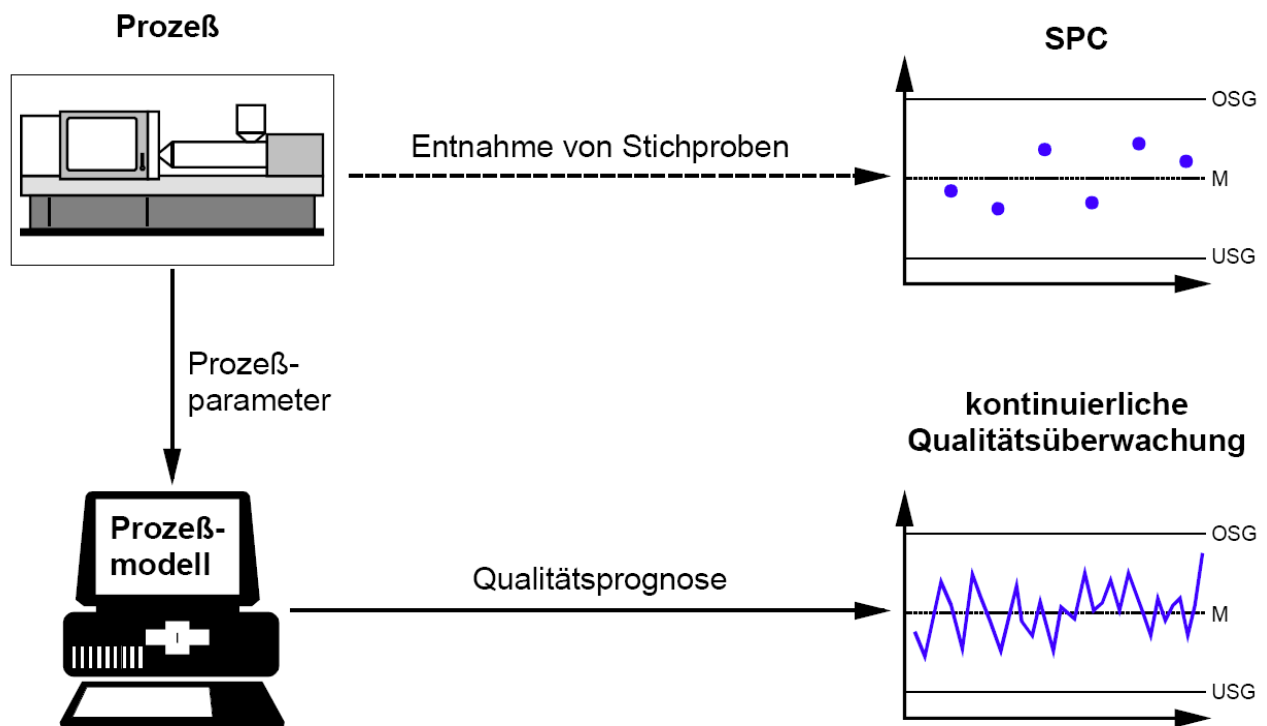 Prozeß
SPC
OSG
Entnahme von Stichproben
M
USG
Prozeß-
parameter
kontinuierliche
Qualitätsüberwachung
Prozeß-
modell
OSG
Qualitätsprognose
M
USG